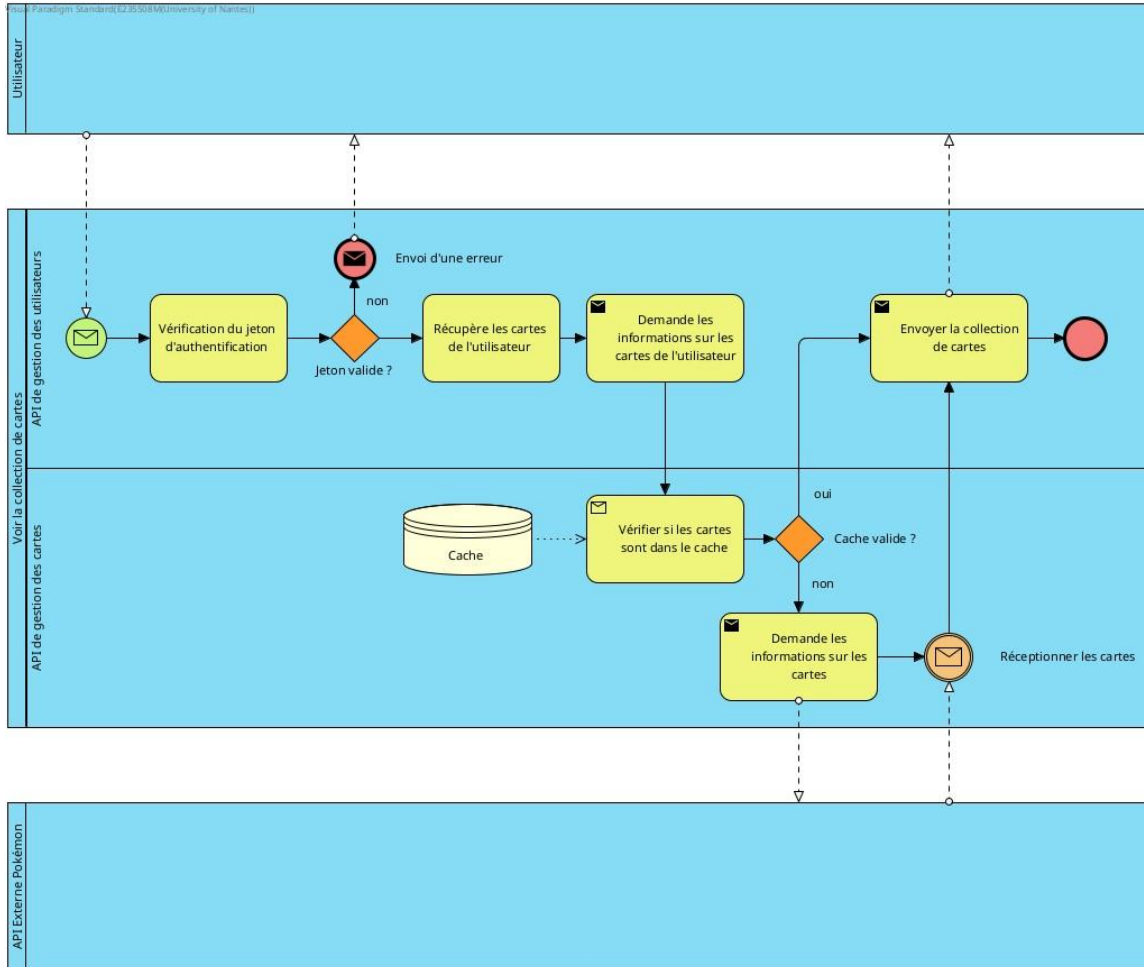 Visual Paradigm Standard(E235508M(University of Nantes))
Utilisateur
Voir la collection de cartes
API de gestion des utilisateurs
Envoi d'une erreur
non
Vérification du jeton
d'authentification
Jeton valide ?
Récupère les cartes
de l'utilisateur
Demande les
informations sur les
cartes de l'utilisateur
Envoyer la collection
de cartes
API de gestion des cartes
Cache
Vérifier si les cartes
sont dans le cache
oui
Cache valide ?
non
Demande les
informations sur les
cartes
Réceptionner les cartes
API Externe Pokémon